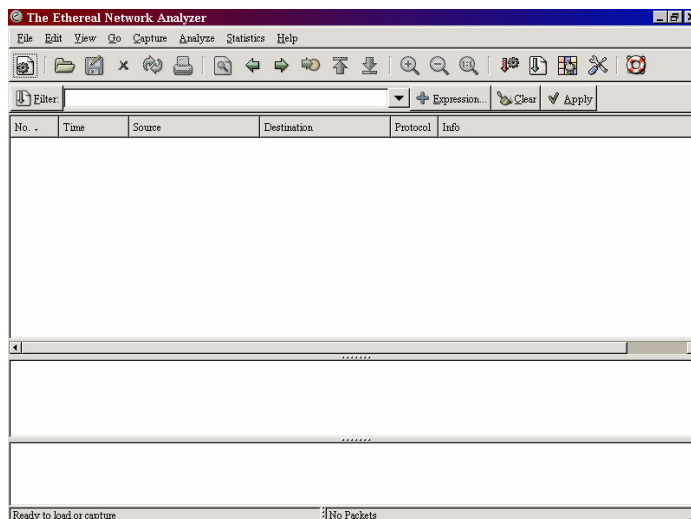 The Ethereal Network Analyzer
File Edit View Go Capture Analyze Statistics Help
Filter: Expression... Clear Apply
No. . Time Source Destination Protocol Info
Ready to load or capture No Packets